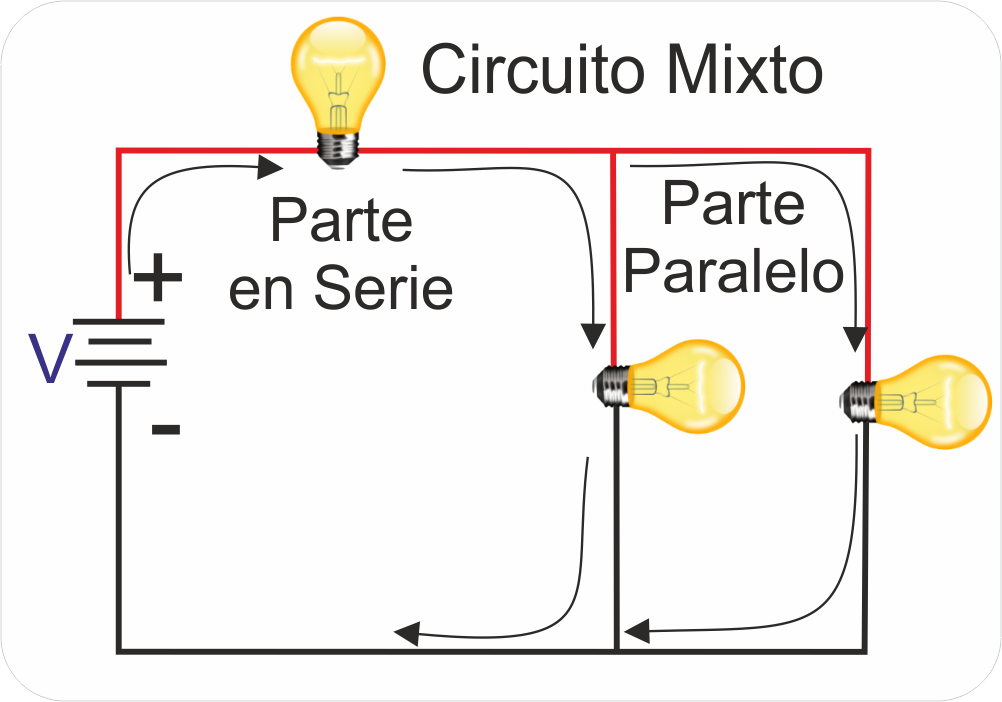 Circuito Mixto
Parte
en Serie
Parte
Paralelo
+
V
-